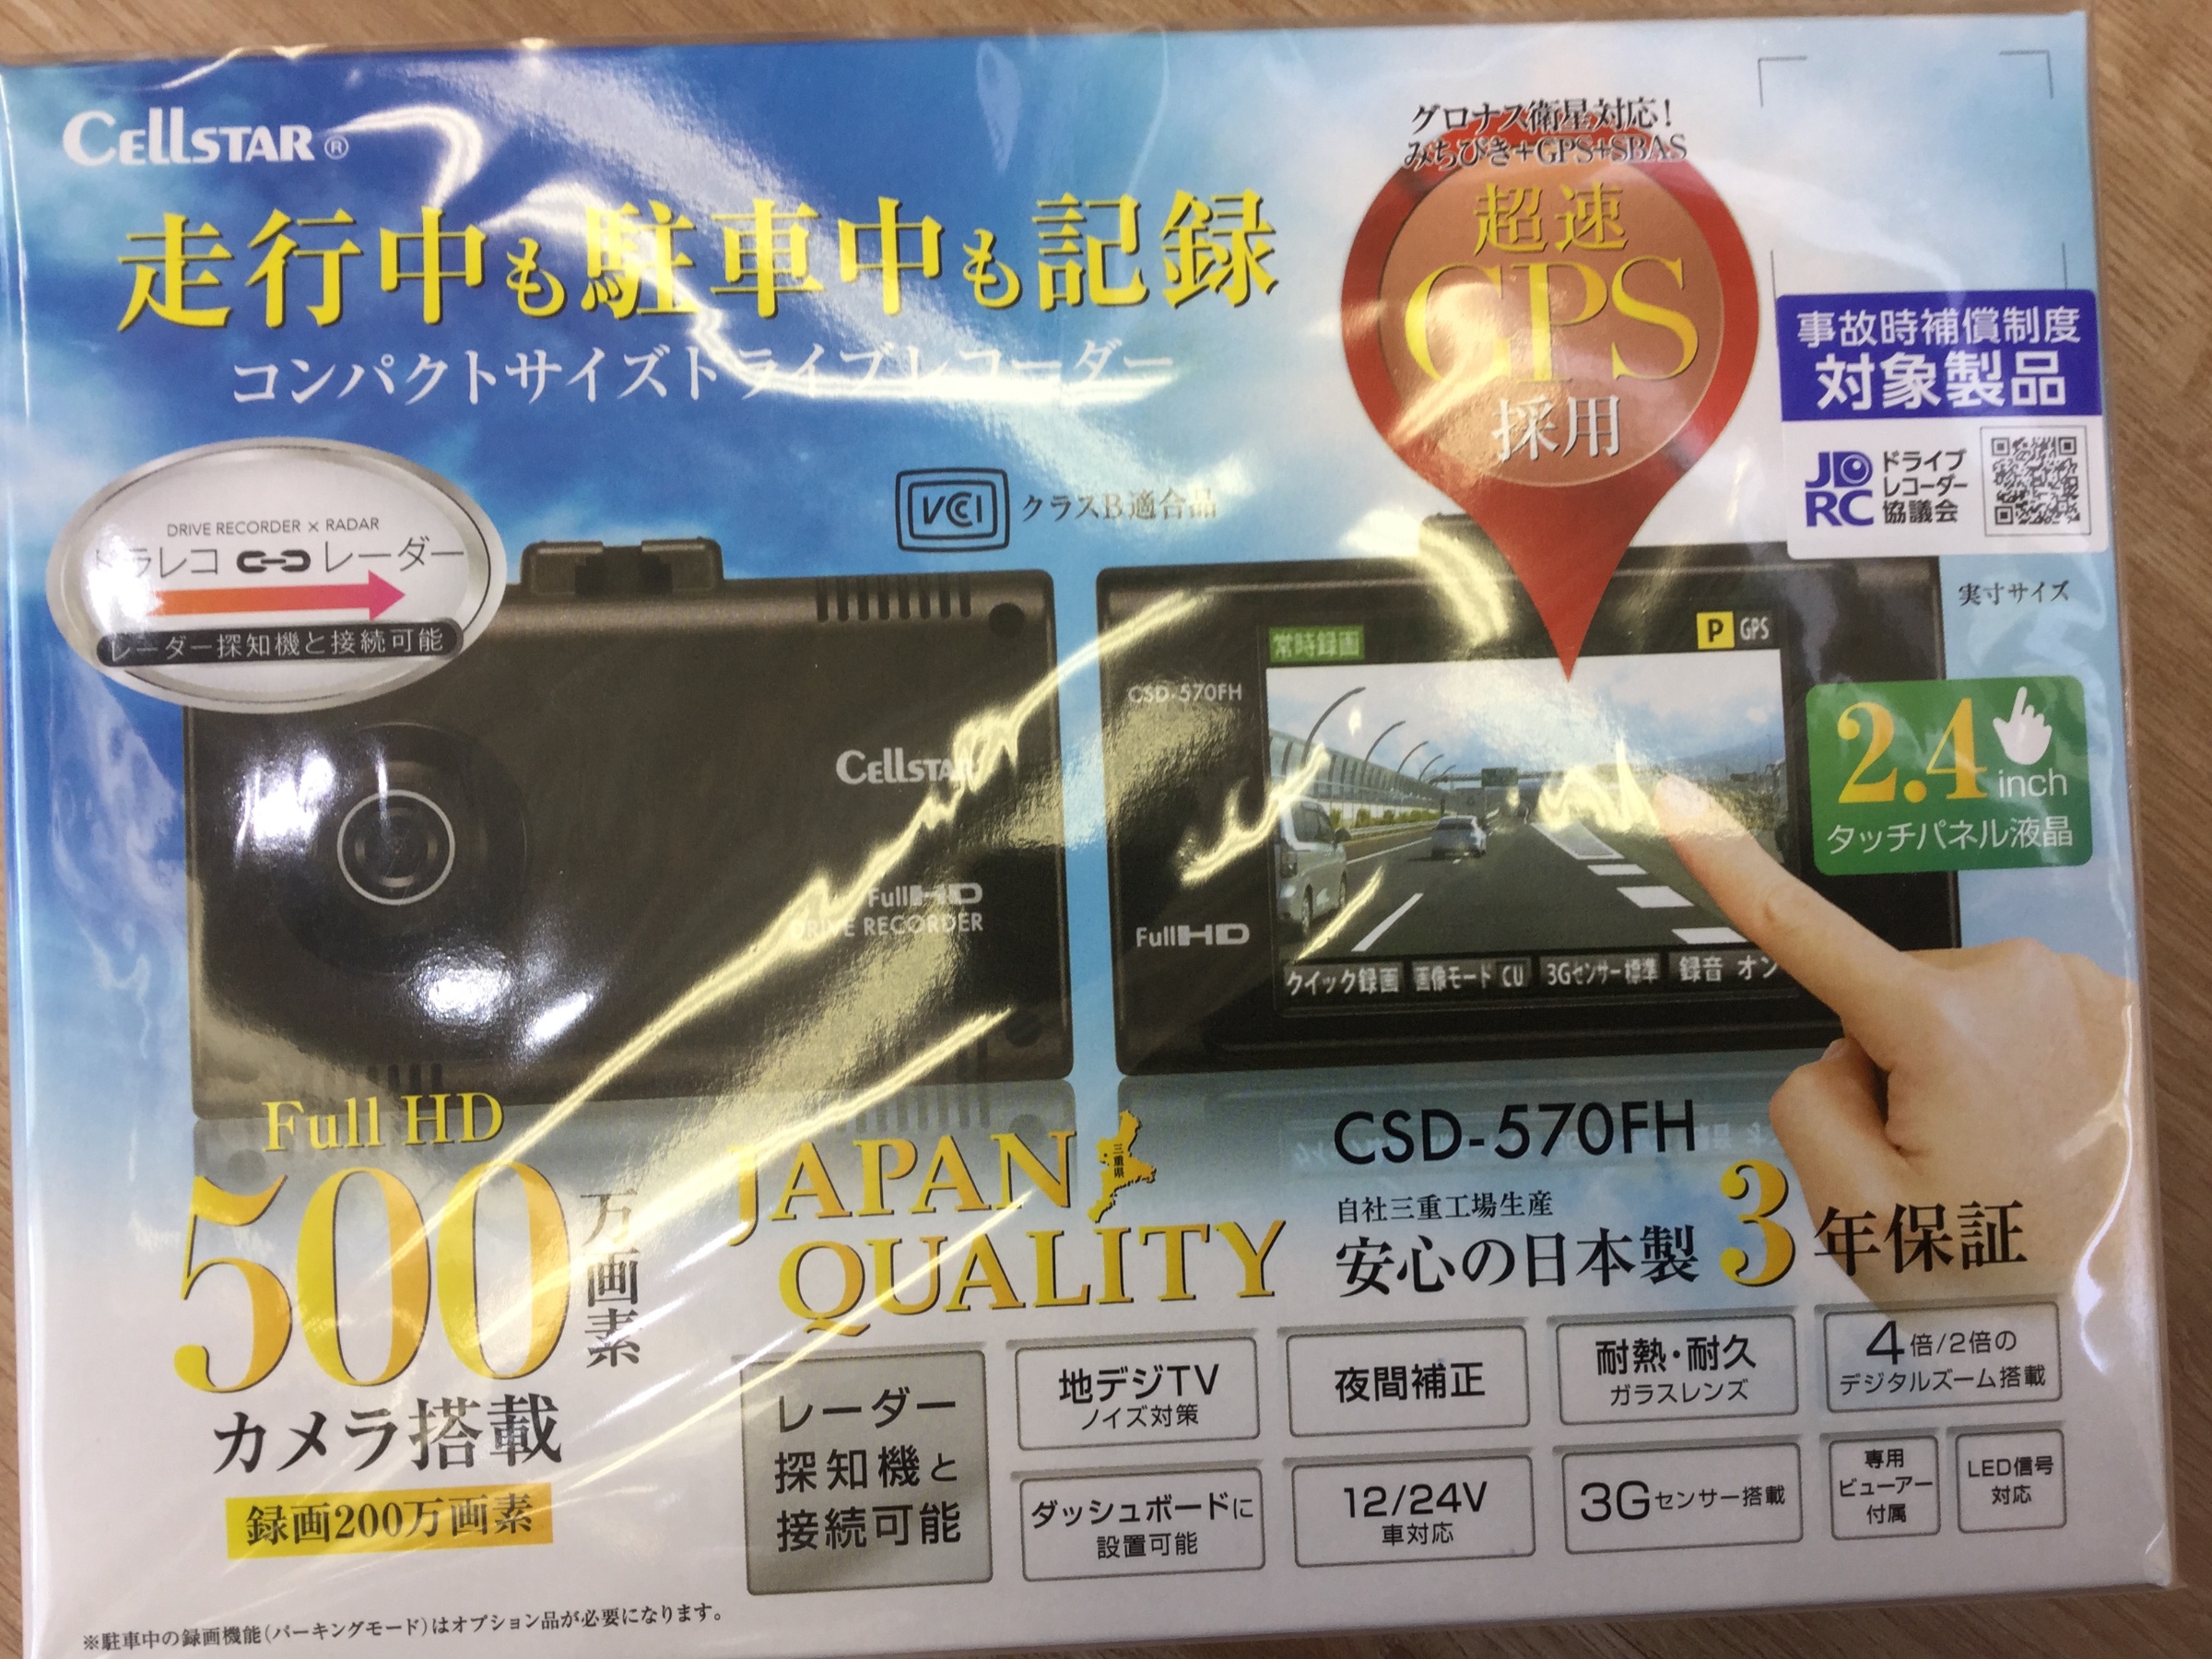 CELLSTAR®
走行中も駐車中も記録
コンパクトサイズドライブレコーダー
グロナス衛星対応!
みちびき+GPS+SBAS
超速
GPS
採用
事故時補償制度
対象製品
JDRC
ドライブ
レコーダー
協議会
DRIVE RECORDER × RADAR
ドラレコ レーダー
レーダー探知機と接続可能
VCCI
クラスB適合品
実寸サイズ
CELLSTAR
FullHD
DRIVE RECORDER
常時録画
P GPS
CSD-570FH
FullHD
クイック録画 画像モード CU 3Gセンサー標準 録音 オン
2.4
inch
タッチパネル液晶
Full HD
500
万画素
カメラ搭載
録画200万画素
JAPAN
三重県
QUALITY
CSD-570FH
自社三重工場生産
安心の日本製 3年保証
レーダー
探知機と
接続可能
地デジTV
ノイズ対策
夜間補正
耐熱・耐久
ガラスレンズ
4倍/2倍の
デジタルズーム搭載
ダッシュボードに
設置可能
12/24V
車対応
3Gセンサー搭載
専用
ビューアー
付属
LED信号
対応
※駐車中の録画機能(パーキングモード)はオプション品が必要になります。